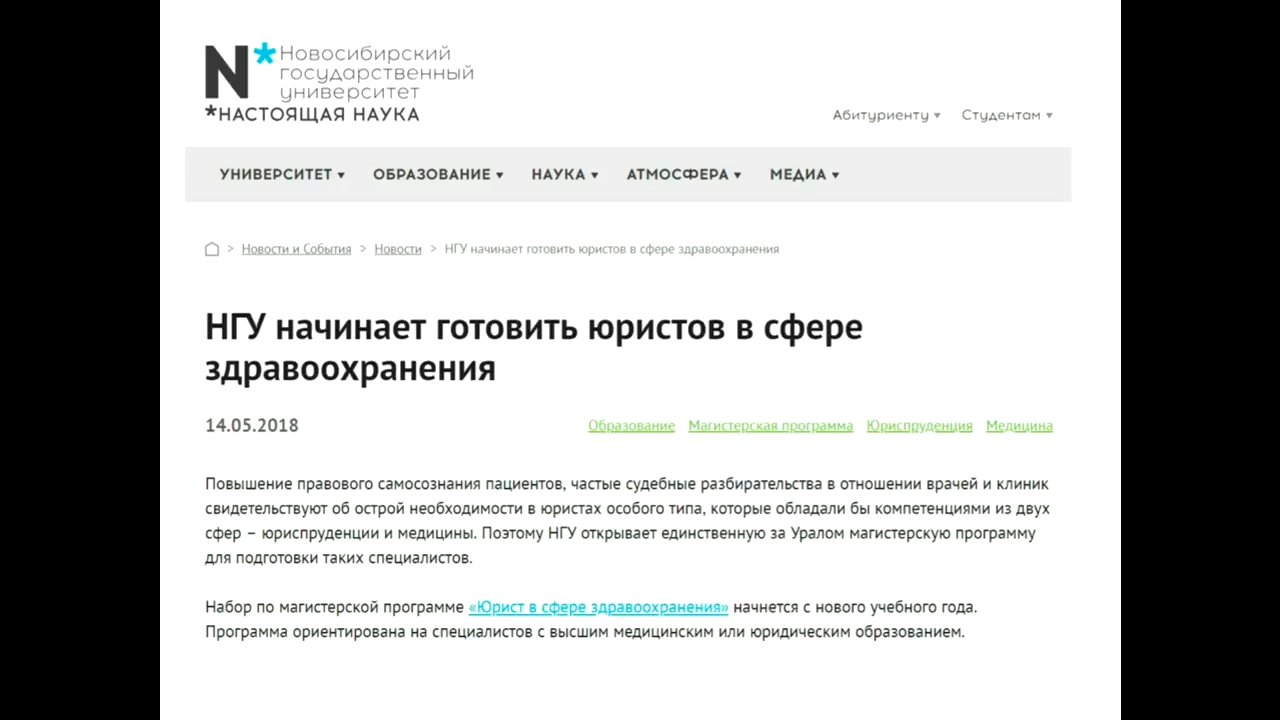 N*
Новосибирский
государственный
университет
*НАСТОЯЩАЯ НАУКА
Абитуриенту ▾ Студентам ▾
УНИВЕРСИТЕТ ▾ ОБРАЗОВАНИЕ ▾ НАУКА ▾ АТМОСФЕРА ▾ МЕДИА ▾
> Новости и События > Новости > НГУ начинает готовить юристов в сфере здравоохранения
НГУ начинает готовить юристов в сфере
здравоохранения
14.05.2018 Образование Магистерская программа Юриспруденция Медицина
Повышение правового самосознания пациентов, частые судебные разбирательства в отношении врачей и клиник
свидетельствуют об острой необходимости в юристах особого типа, которые обладали бы компетенциями из двух
сфер – юриспруденции и медицины. Поэтому НГУ открывает единственную за Уралом магистерскую программу
для подготовки таких специалистов.
Набор по магистерской программе «Юрист в сфере здравоохранения» начнется с нового учебного года.
Программа ориентирована на специалистов с высшим медицинским или юридическим образованием.